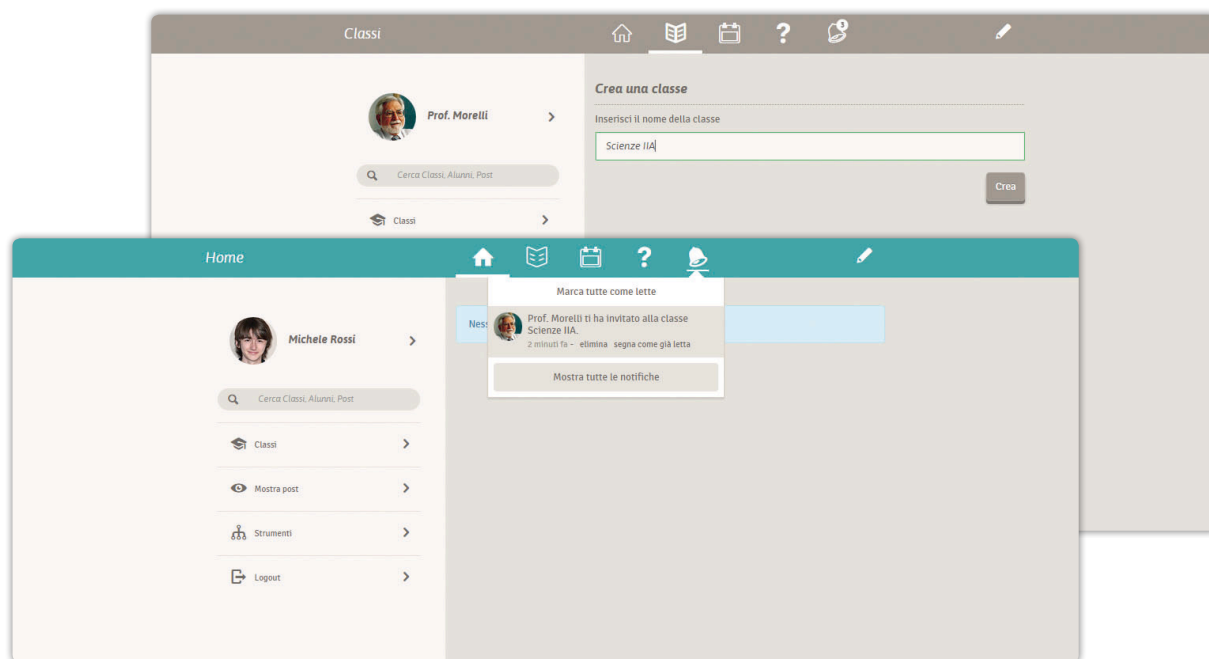 Classi
3
Crea una classe
Prof. Morelli
Inserisci il nome della classe
Scienze IIA
Cerca Classi, Alunni, Post
Crea
Classi
Home
Marca tutte come lette
Ness
Prof. Morelli ti ha invitato alla classe
Scienze IIA.
2 minuti fa - elimina segna come già letta
Mostra tutte le notifiche
Michele Rossi
Cerca Classi, Alunni, Post
Classi
Mostra post
Strumenti
Logout